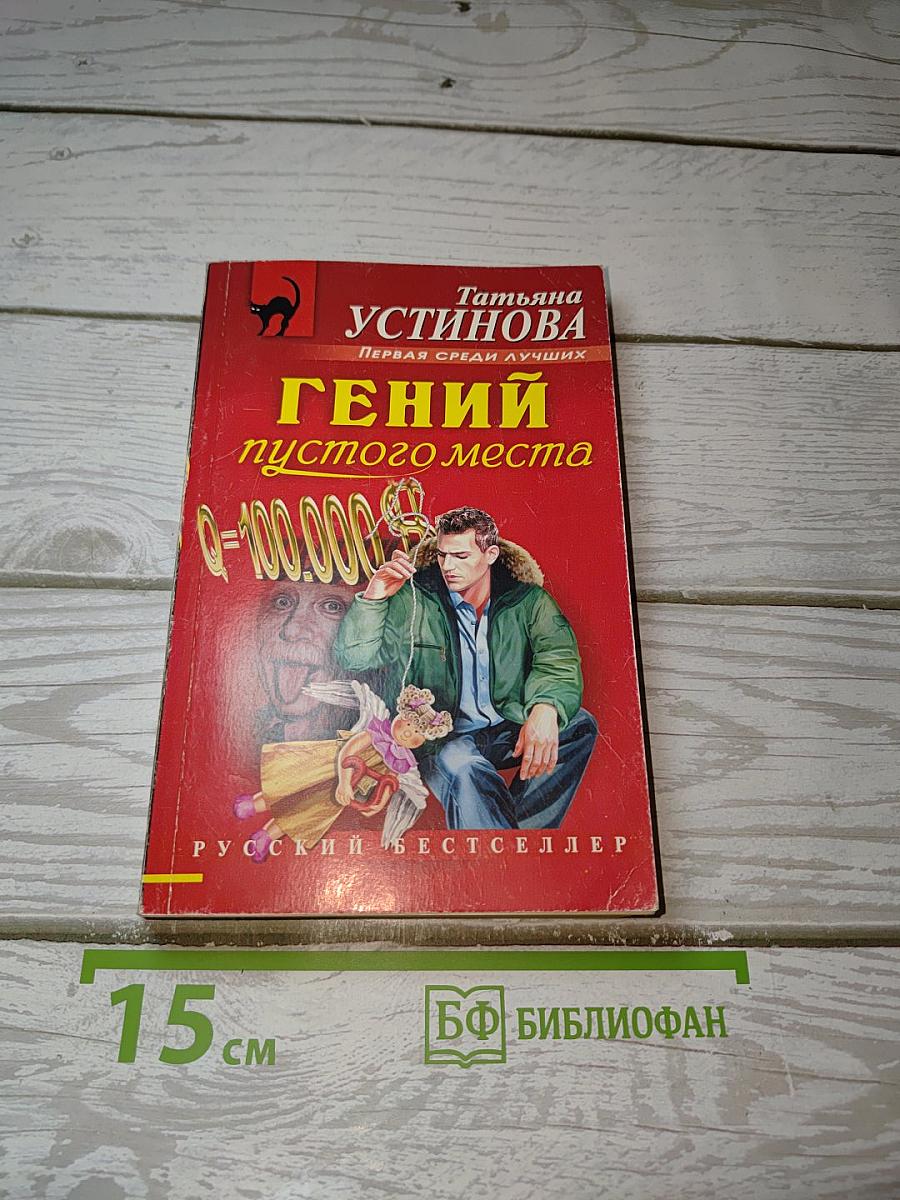 Татьяна
УСТИНОВА
ПЕРВАЯ СРЕДИ ЛУЧШИХ
ГЕНИЙ
пустого места
Q=100.000
РУССКИЙ БЕСТСЕЛЛЕР
15 см
БФ БИБЛИОФАН